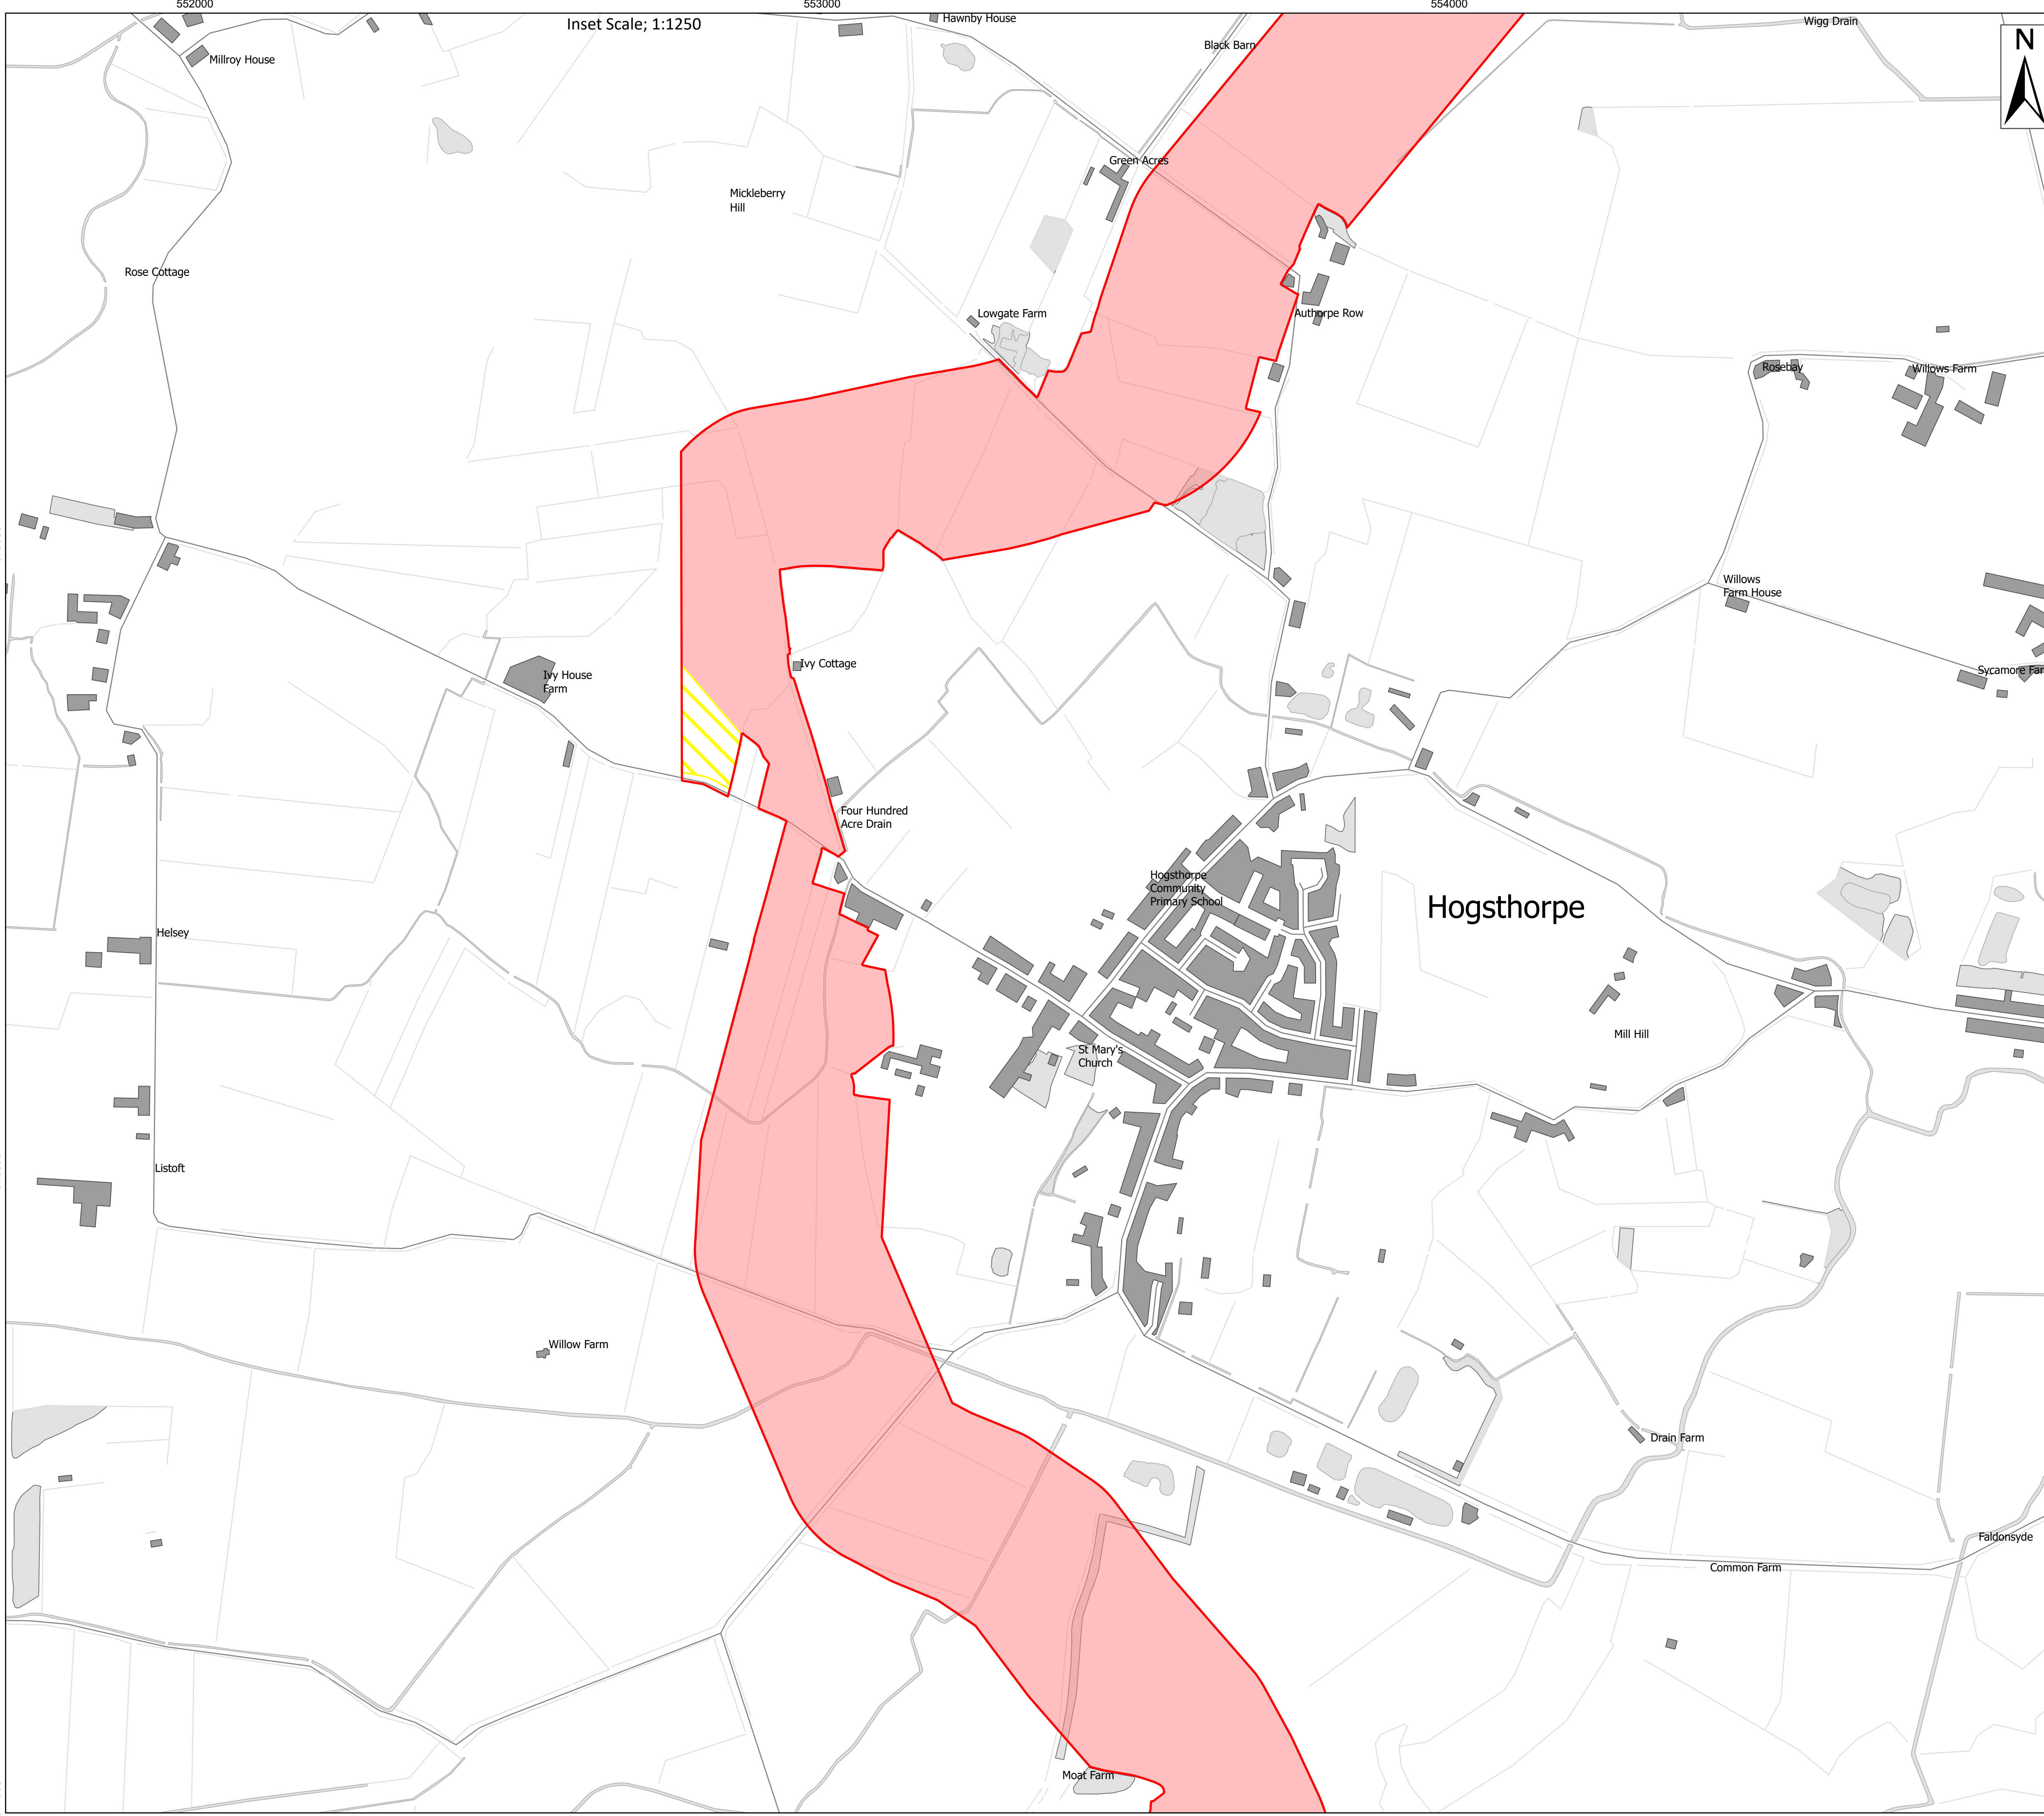 552000
553000
554000
Inset Scale; 1:1250
Hawnby House
Wigg Drain
Black Barn
N
Millroy House
Green Acres
Mickleberry
Hill
Rose Cottage
Lowgate Farm
Authorpe Row
Rosebay
Willows Farm
Willows
Farm House
Ivy Cottage
Ivy House
Farm
Sycamore Far
Four Hundred
Acre Drain
Hogsthorpe
Community
Primary School
Hogsthorpe
Helsey
Mill Hill
St Mary's
Church
Listoft
Willow Farm
Drain Farm
Faldonsyde
Common Farm
Moat Farm